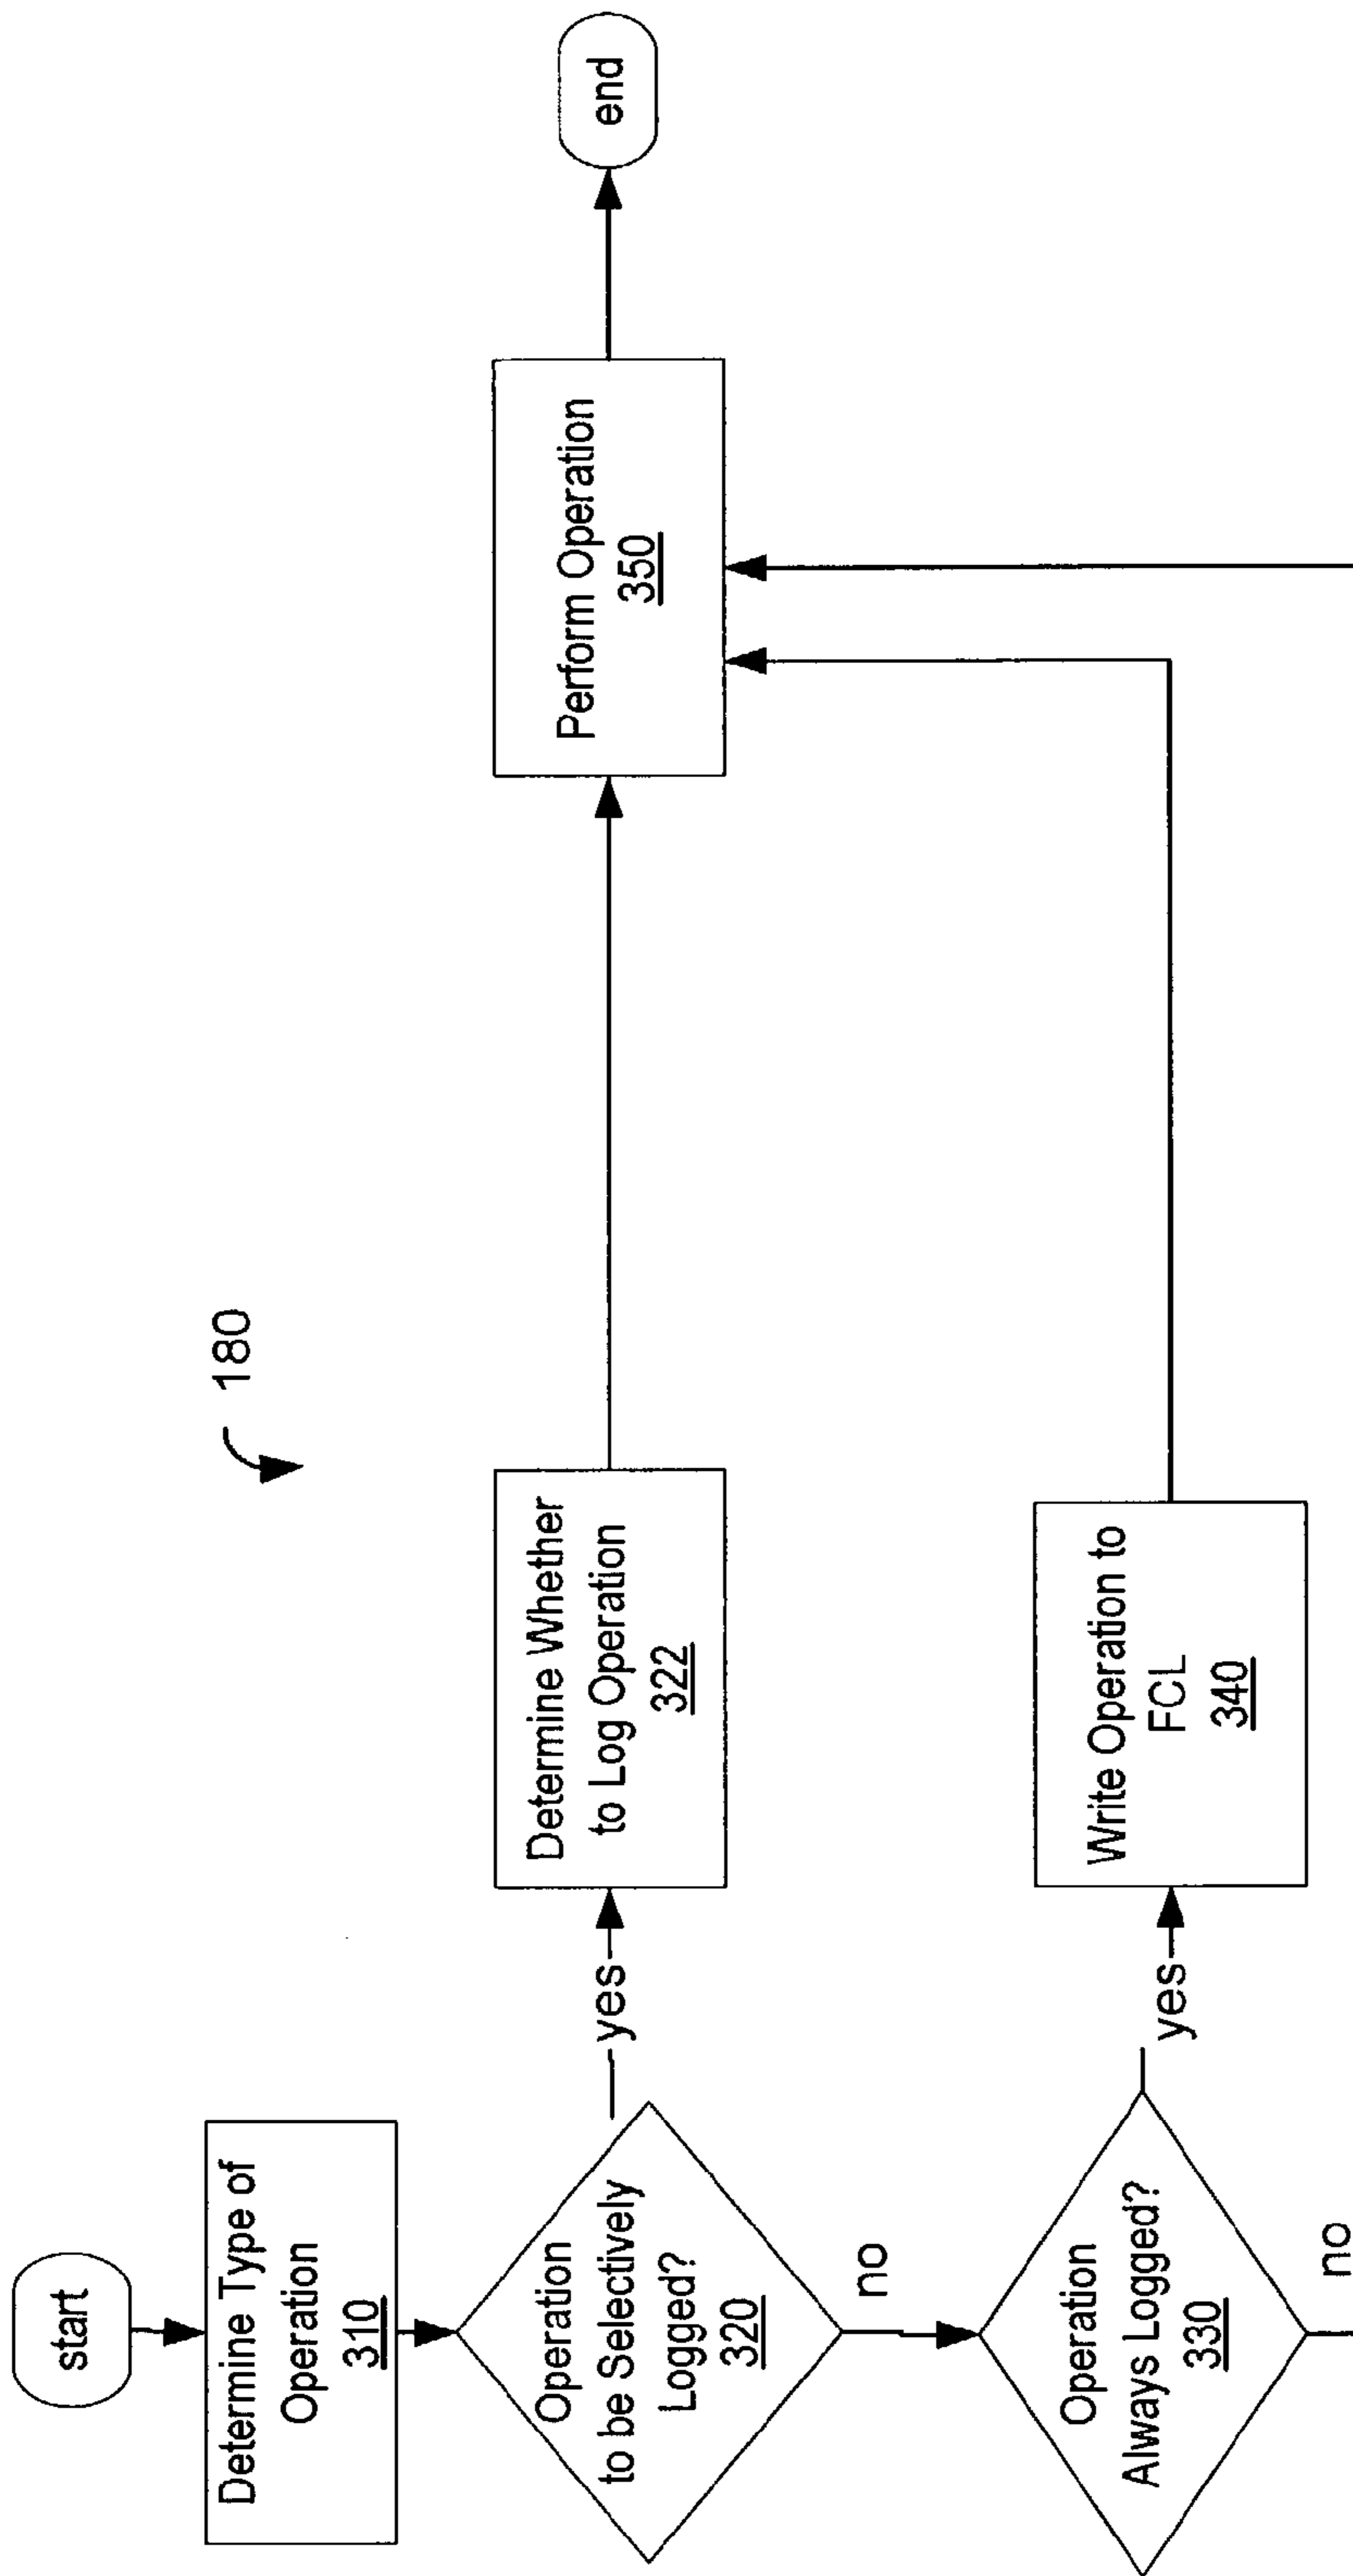 180
start
Determine Type of
Operation
310
Operation
to be Selectively
Logged?
320
yes
Determine Whether
to Log Operation
322
no
Operation
Always Logged?
330
yes
Write Operation to
FCL
340
no
Perform Operation
350
end